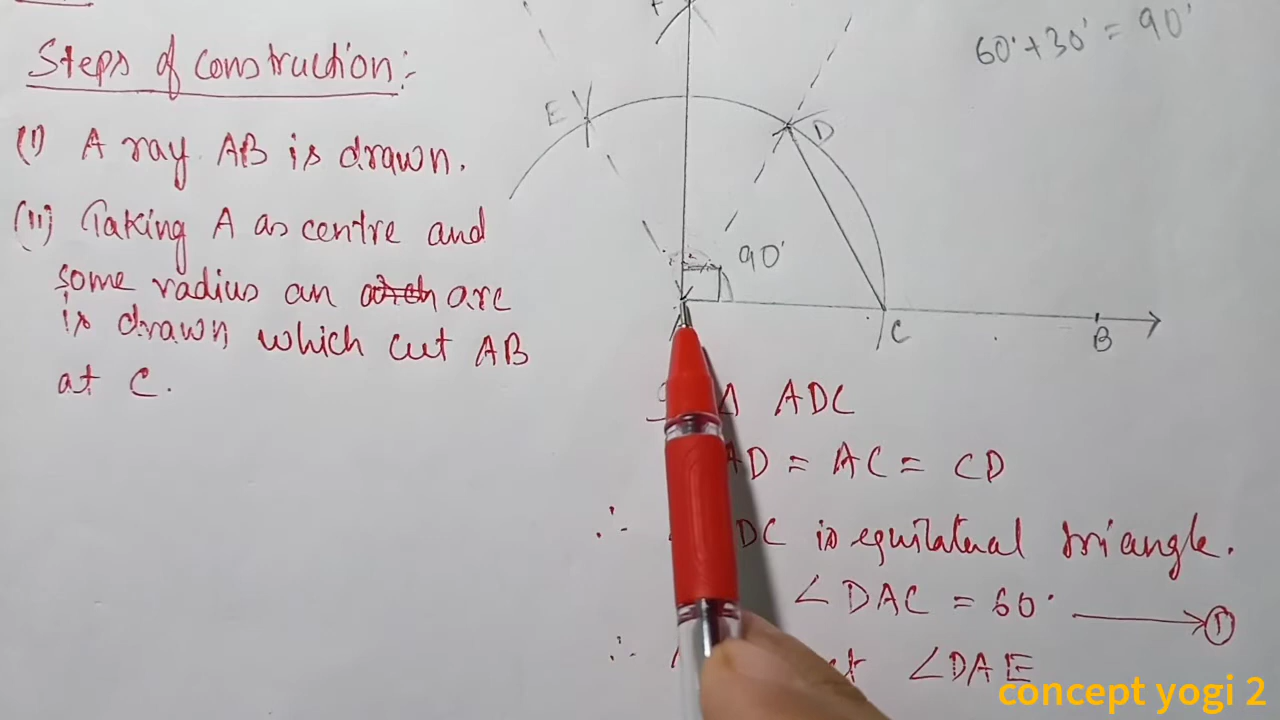 Steps of construction:-
(I) A ray AB is drawn.
(II) Taking A as centre and
some radius an arc
is drawn which cut AB
at C.
60°+30°=90°
E
D
90°
C
B
Δ ADC
AD = AC = CD
∴ DC is equilateral triangle.
∠DAC = 60° ①
∴ ∠DAE
concept yogi 2